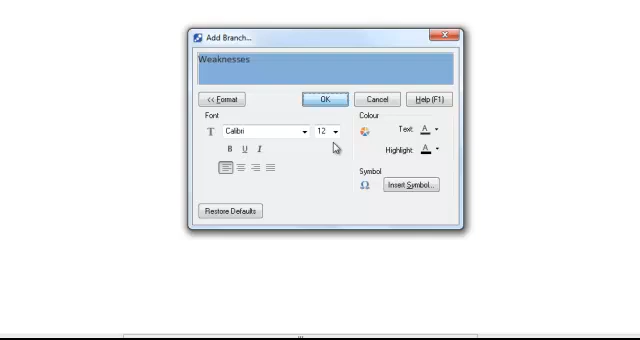 Add Branch...
Weaknesses
<< Format
OK
Cancel
Help (F1)
Font
Colour
T
Calibri
12
Text: A
B U I
Highlight: A
Symbol
Ω
Insert Symbol...
Restore Defaults